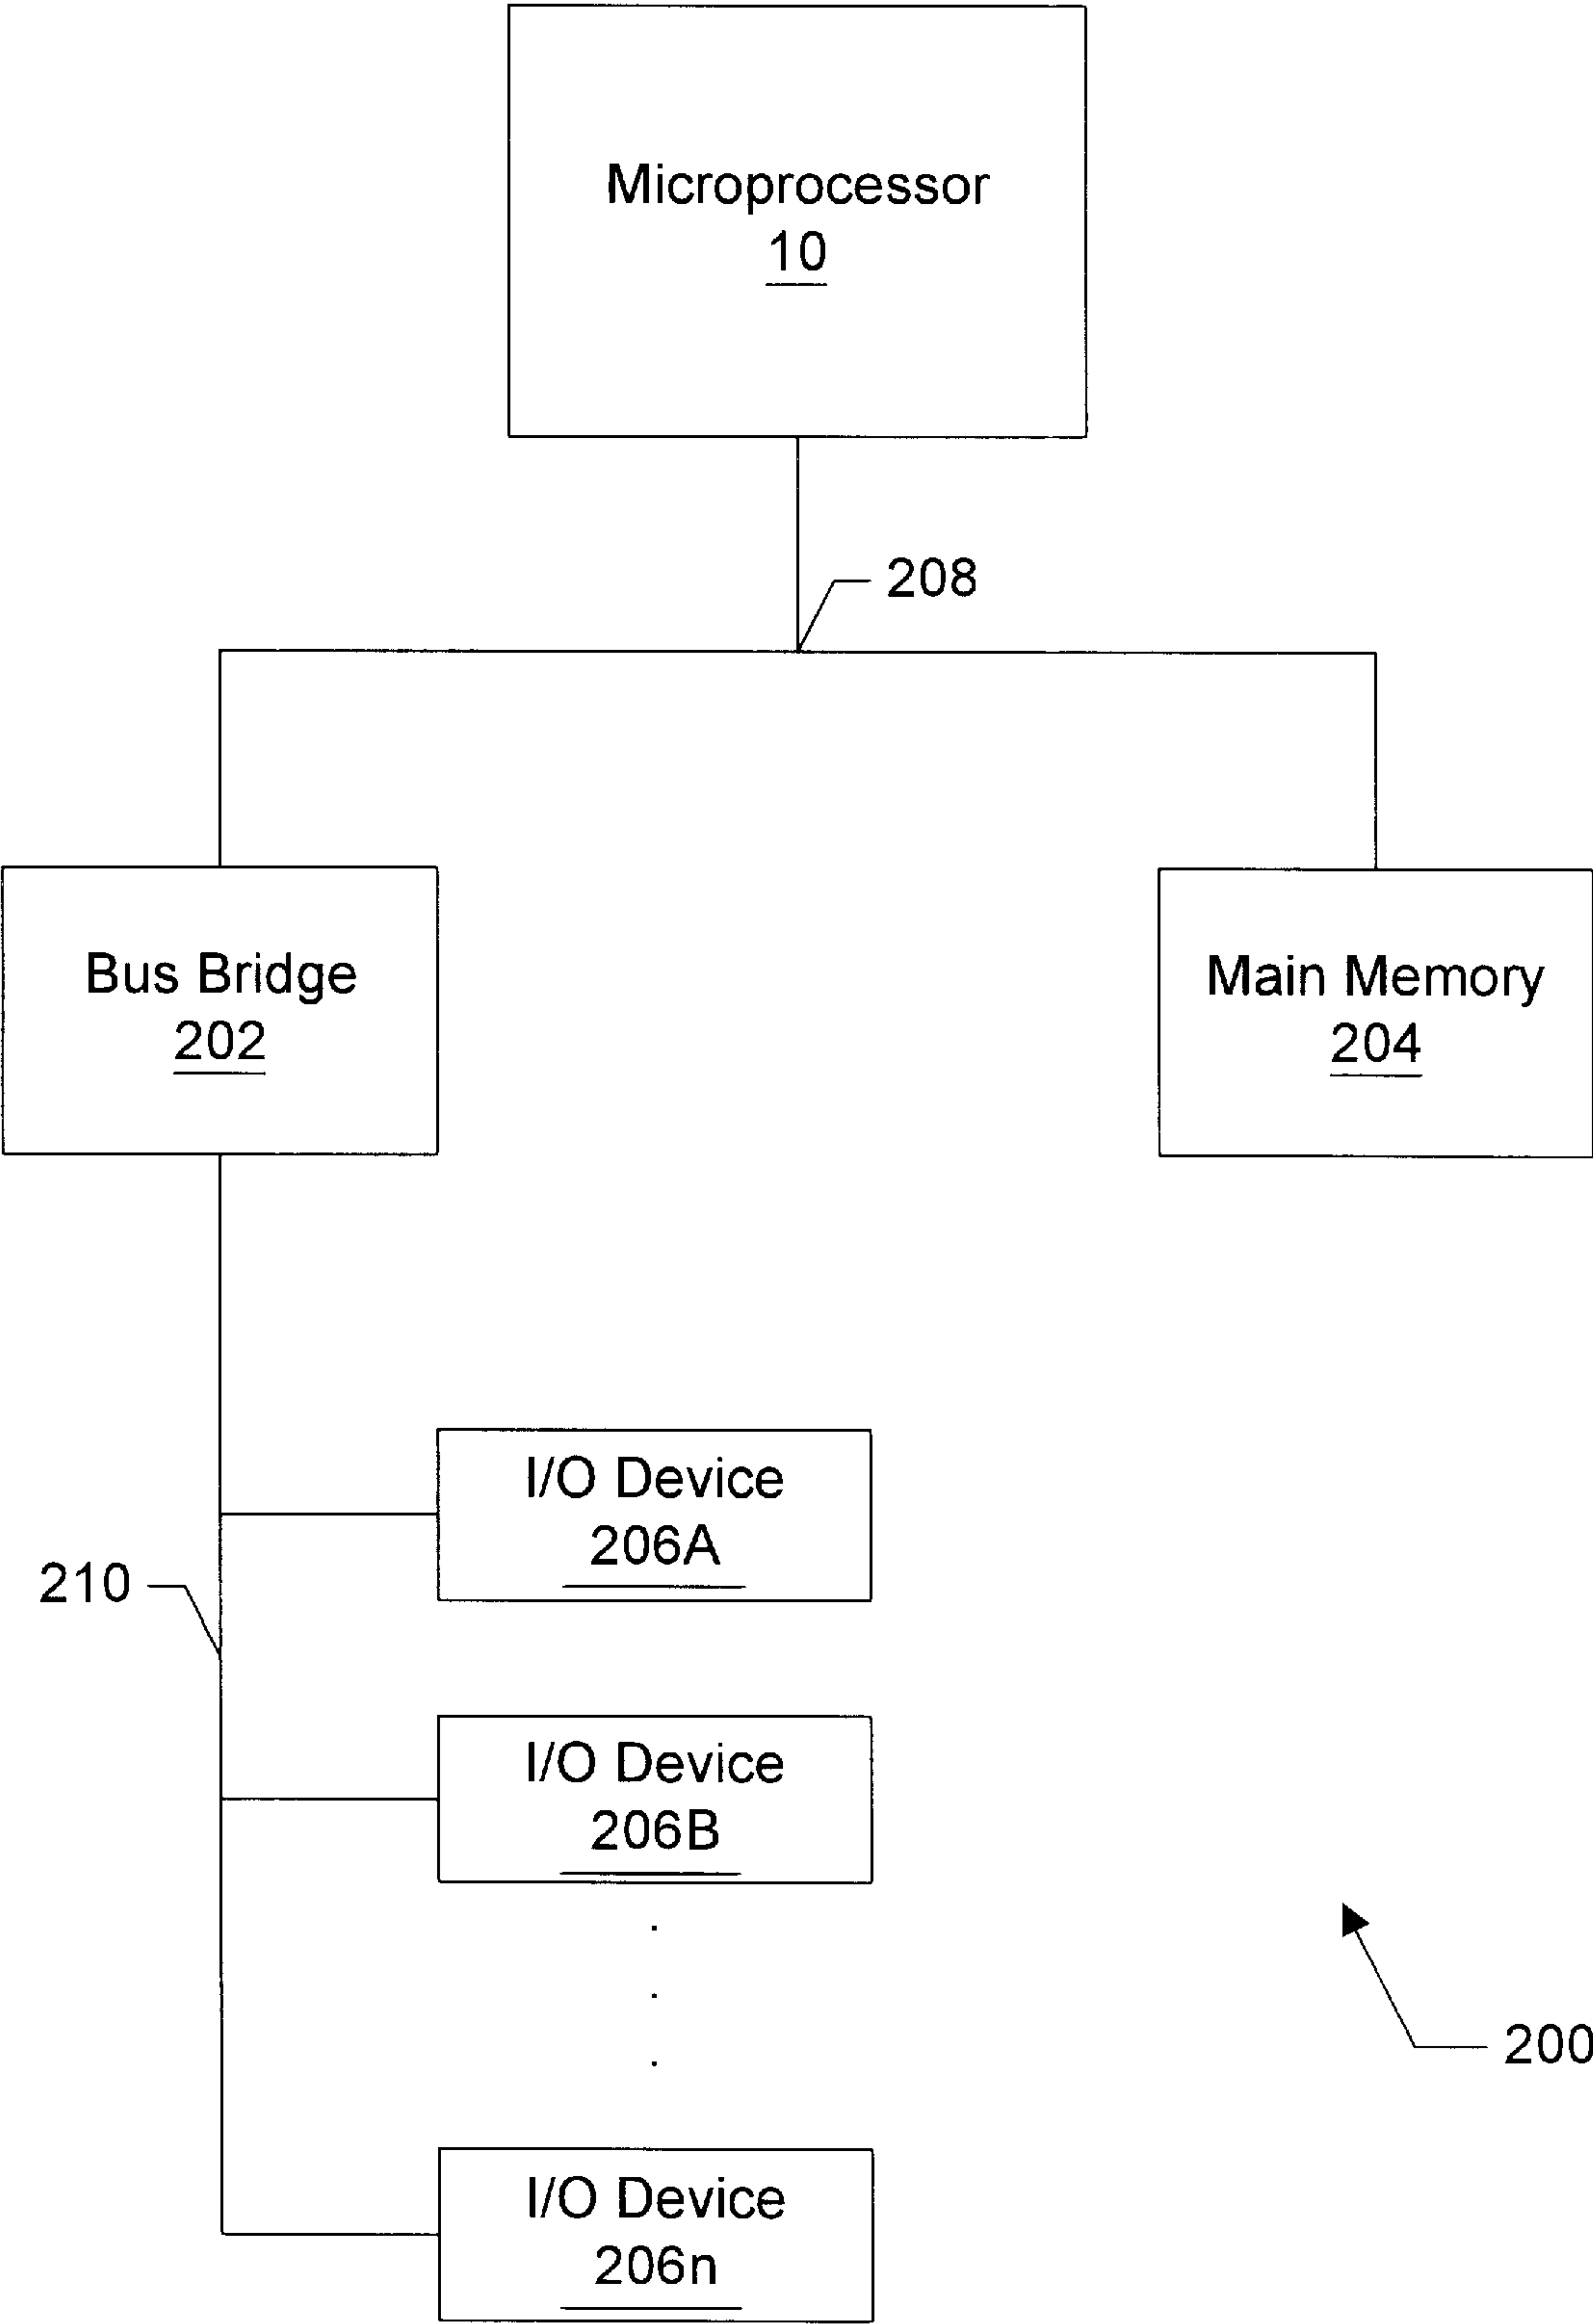 Microprocessor
10
208
Bus Bridge
202
Main Memory
204
I/O Device
206A
210
I/O Device
206B
.
.
.
200
I/O Device
206n